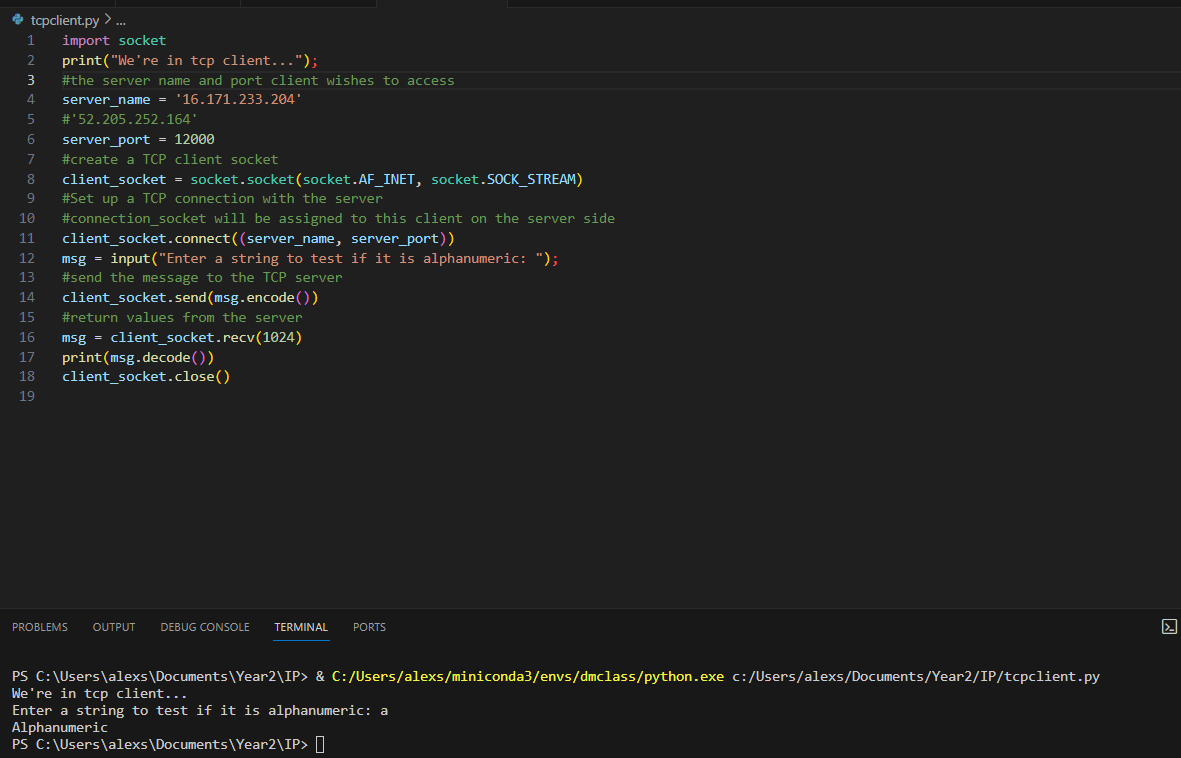 tcpclient.py > ...
1 import socket
2 print("We're in tcp client...");
3 #the server name and port client wishes to access
4 server_name = '16.171.233.204'
5 #'52.205.252.164'
6 server_port = 12000
7 #create a TCP client socket
8 client_socket = socket.socket(socket.AF_INET, socket.SOCK_STREAM)
9 #Set up a TCP connection with the server
10 #connection_socket will be assigned to this client on the server side
11 client_socket.connect((server_name, server_port))
12 msg = input("Enter a string to test if it is alphanumeric: ");
13 #send the message to the TCP server
14 client_socket.send(msg.encode())
15 #return values from the server
16 msg = client_socket.recv(1024)
17 print(msg.decode())
18 client_socket.close()
19
PROBLEMS OUTPUT DEBUG CONSOLE TERMINAL PORTS
PS C:\Users\alexs\Documents\Year2\IP> & C:/Users/alexs/miniconda3/envs/dmclass/python.exe c:/Users/alexs/Documents/Year2/IP/tcpclient.py
We're in tcp client...
Enter a string to test if it is alphanumeric: a
Alphanumeric
PS C:\Users\alexs\Documents\Year2\IP>